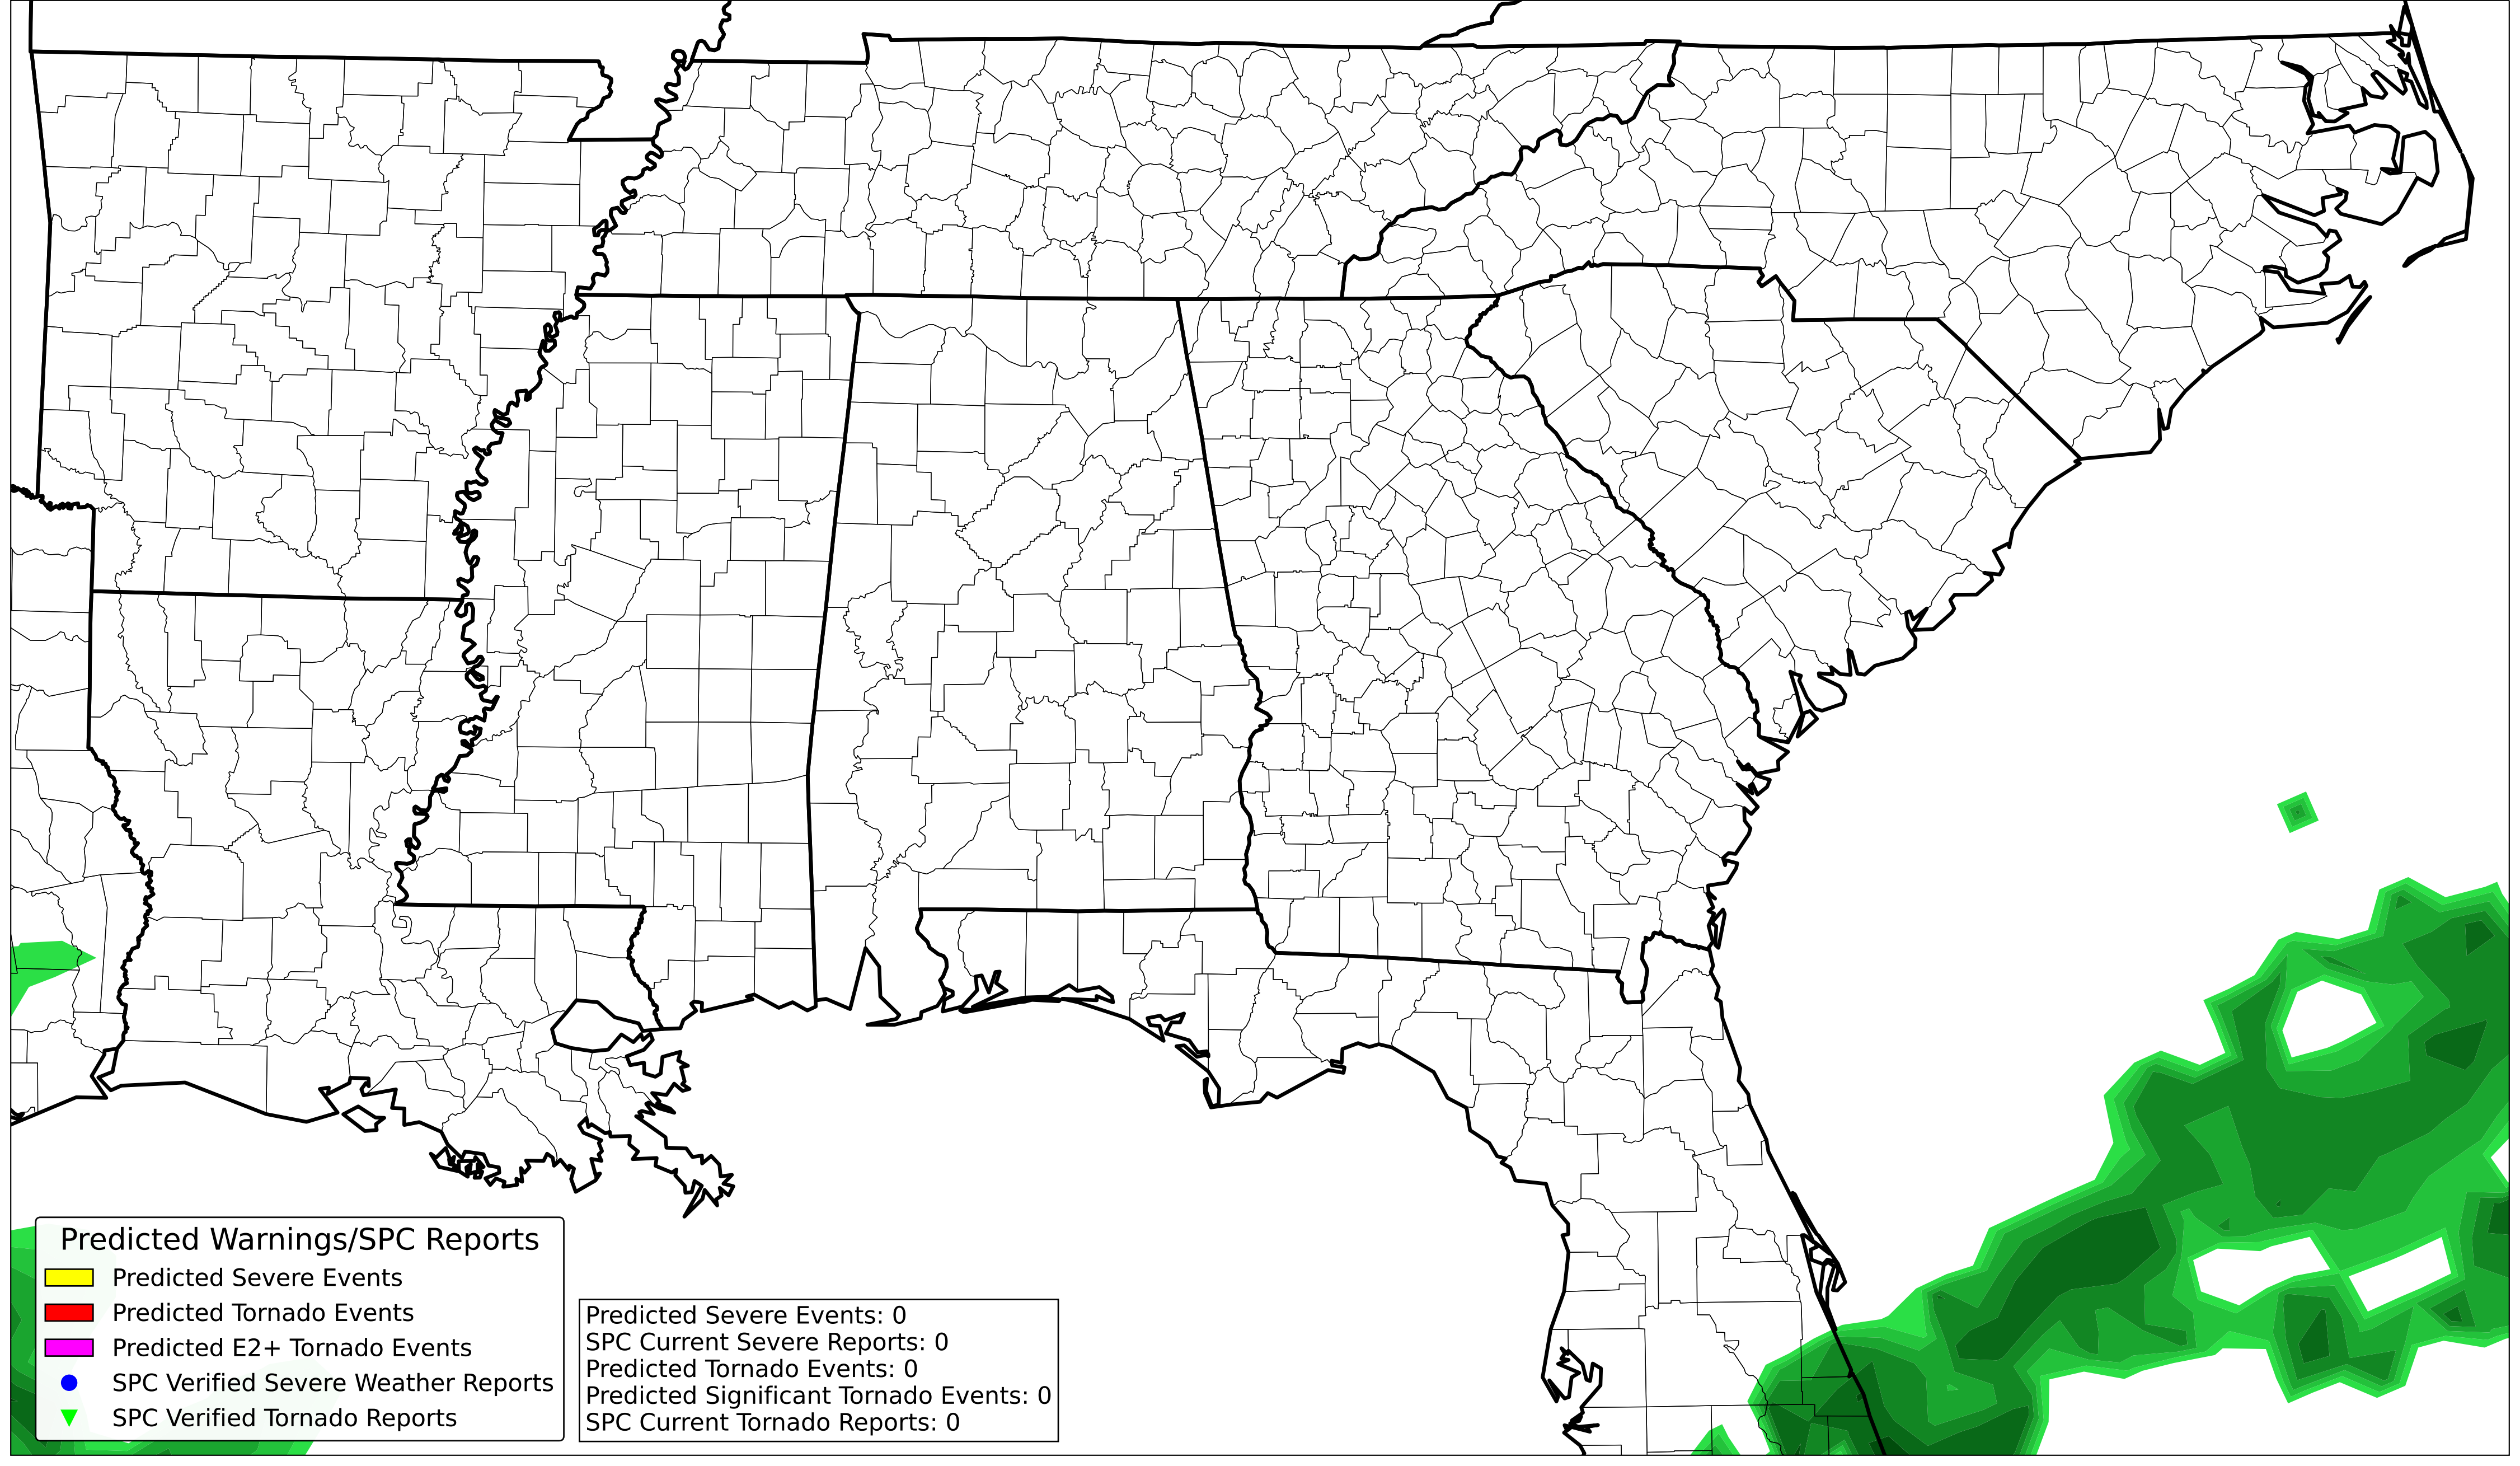 Predicted Warnings/SPC Reports
Predicted Severe Events
Predicted Tornado Events
Predicted E2+ Tornado Events
SPC Verified Severe Weather Reports
SPC Verified Tornado Reports
Predicted Severe Events: 0
SPC Current Severe Reports: 0
Predicted Tornado Events: 0
Predicted Significant Tornado Events: 0
SPC Current Tornado Reports: 0